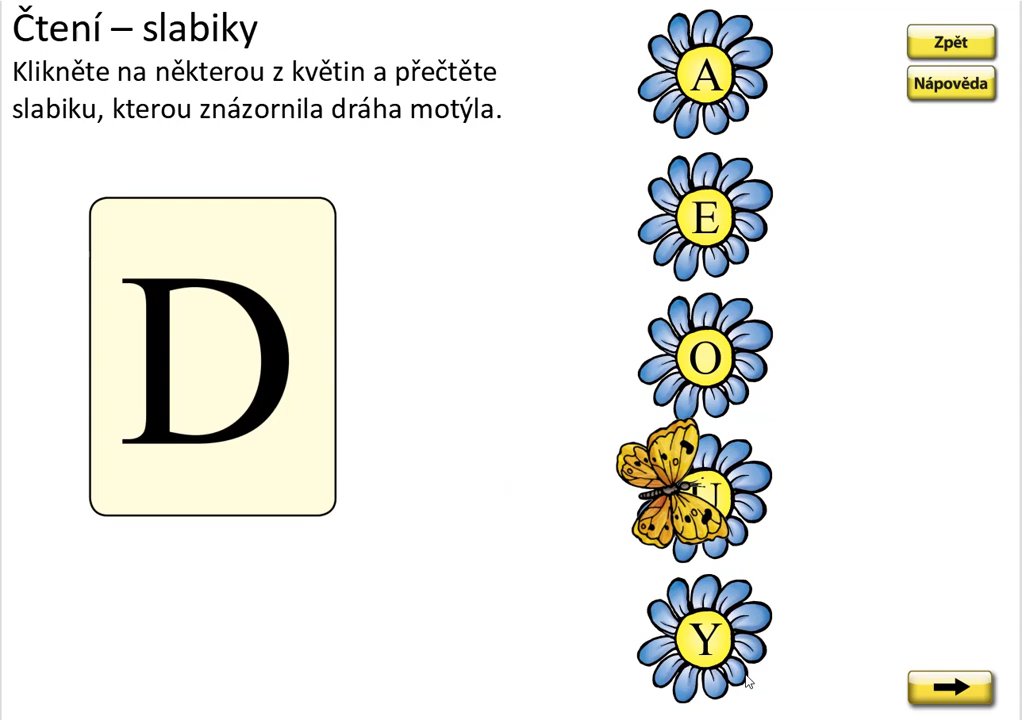 Čtení – slabiky
Klikněte na některou z květin a přečtěte
slabiku, kterou znázornila dráha motýla.
Zpět
Nápověda
D
A
E
O
U
Y